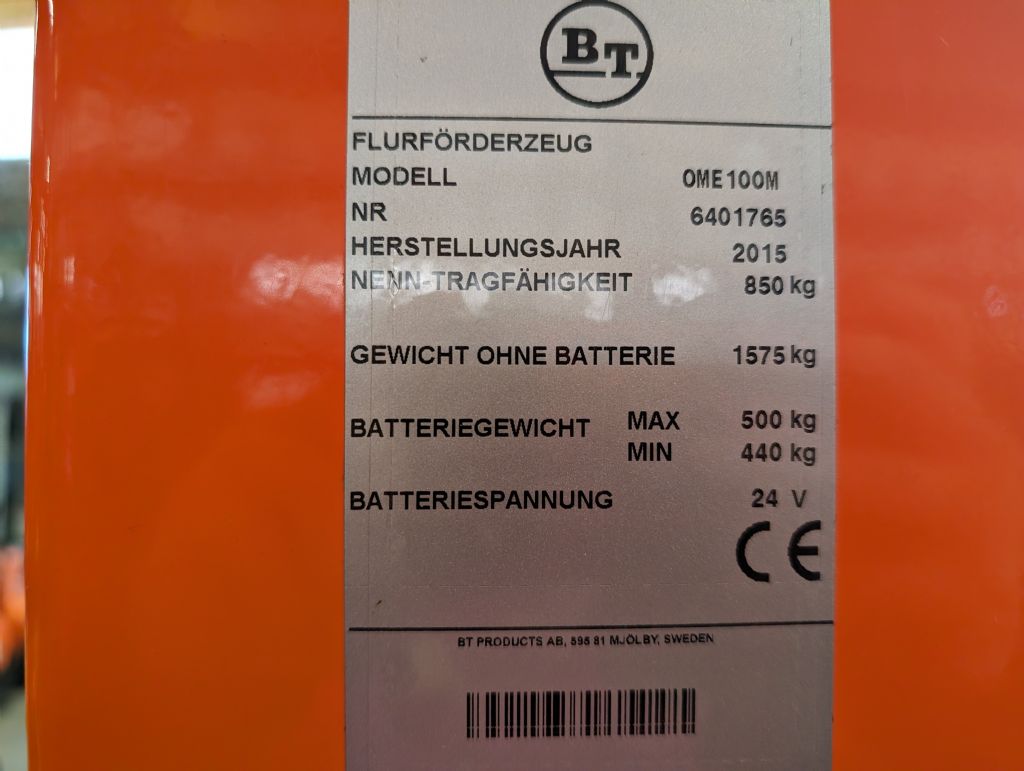 BT
FLURFÖRDERZEUG
MODELL OME100M
NR 6401765
HERSTELLUNGSJAHR 2015
NENN-TRAGFÄHIGKEIT 850 kg
GEWICHT OHNE BATTERIE 1575 kg
BATTERIEGEWICHT MAX 500 kg
MIN 440 kg
BATTERIESPANNUNG 24 V
CE
BT PRODUCTS AB, 595 81 MJÖLBY, SWEDEN